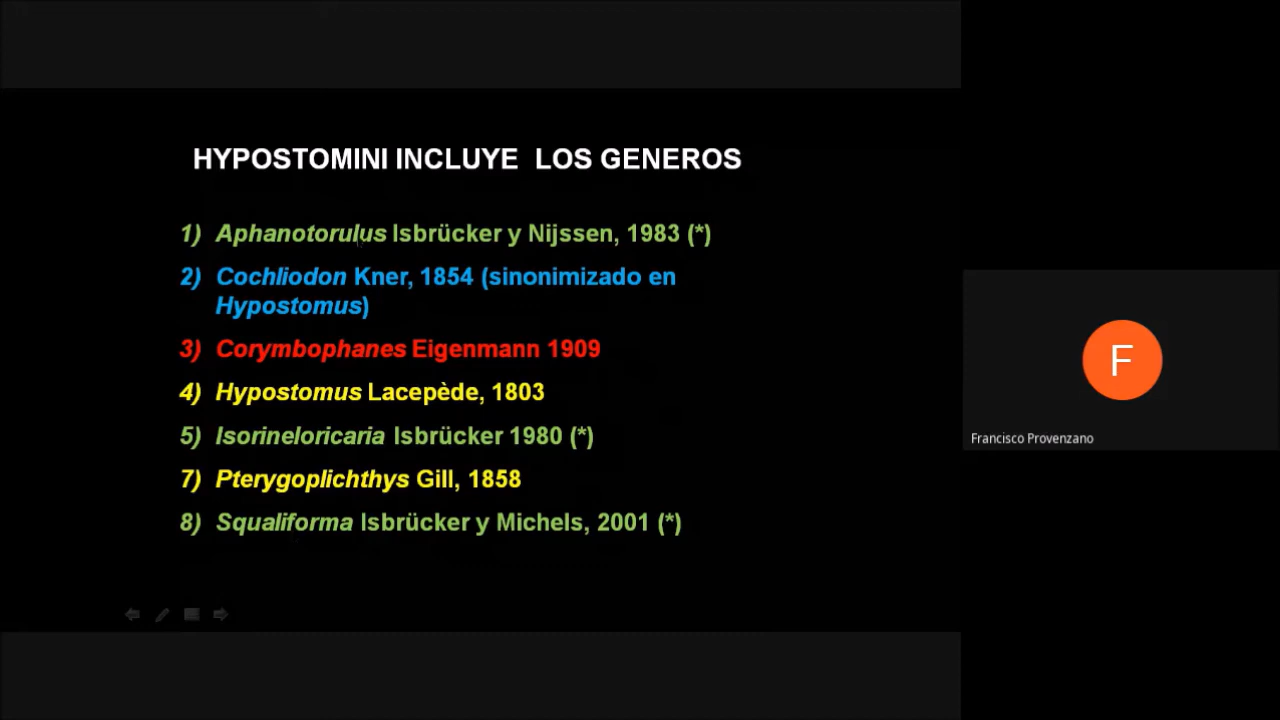 HYPOSTOMINI INCLUYE LOS GENEROS
1) Aphanotorulus Isbrücker y Nijssen, 1983 (*)
2) Cochliodon Kner, 1854 (sinonimizado en
Hypostomus)
3) Corymbophanes Eigenmann 1909
4) Hypostomus Lacepède, 1803
5) Isorineloricaria Isbrücker 1980 (*)
7) Pterygoplichthys Gill, 1858
8) Squaliforma Isbrücker y Michels, 2001 (*)
F
Francisco Provenzano